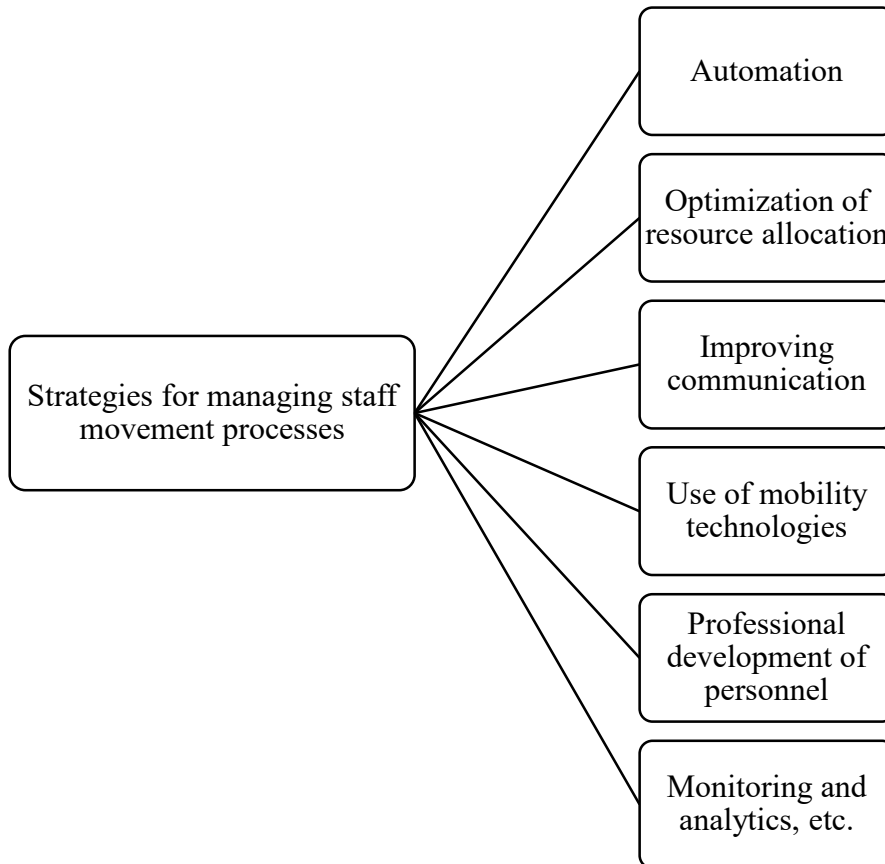 Automation
Optimization of
resource allocation
Improving
communication
Strategies for managing staff
movement processes
Use of mobility
technologies
Professional
development of
personnel
Monitoring and
analytics, etc.